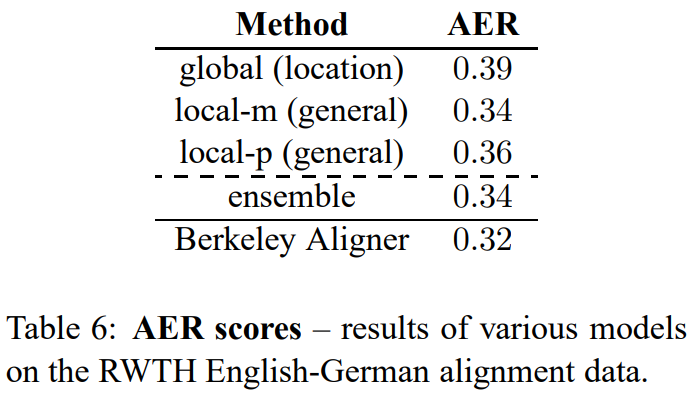 Method AER
global (location) 0.39
local-m (general) 0.34
local-p (general) 0.36
ensemble 0.34
Berkeley Aligner 0.32
Table 6: AER scores – results of various models
on the RWTH English-German alignment data.